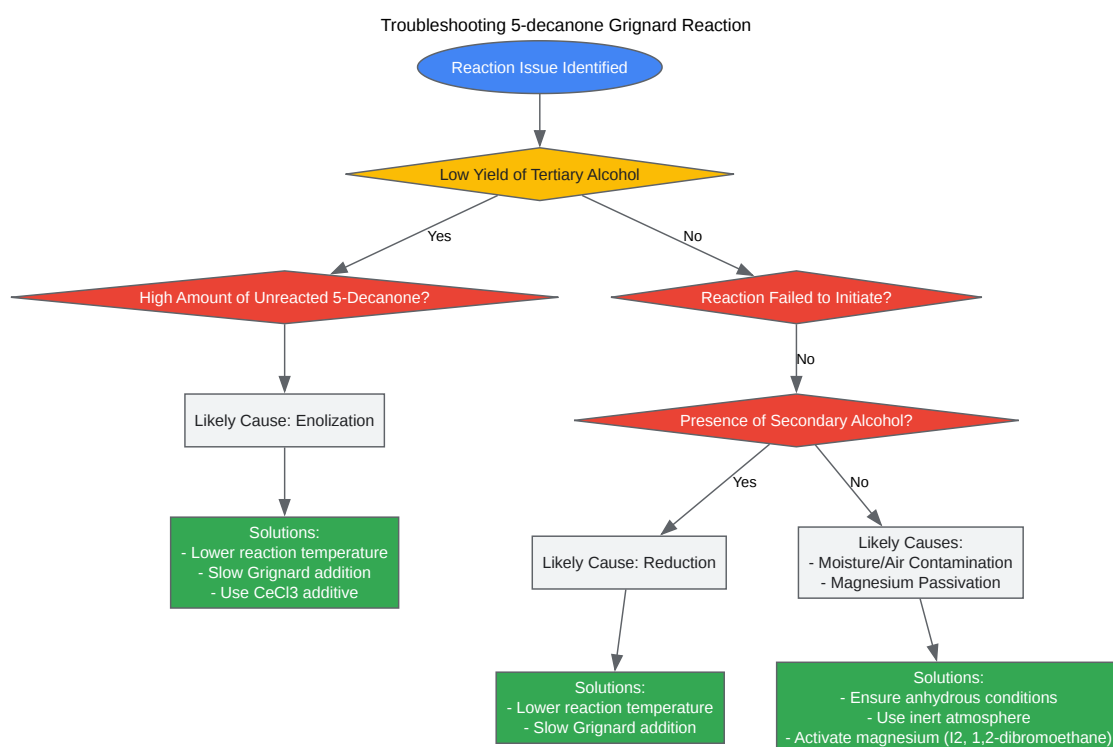 Troubleshooting 5-decanone Grignard Reaction
Reaction Issue Identified
Low Yield of Tertiary Alcohol
Yes
No
High Amount of Unreacted 5-Decanone?
Reaction Failed to Initiate?
No
Likely Cause: Enolization
Presence of Secondary Alcohol?
Yes
No
Solutions:
- Lower reaction temperature
- Slow Grignard addition
- Use CeCl3 additive
Likely Cause: Reduction
Likely Causes:
- Moisture/Air Contamination
- Magnesium Passivation
Solutions:
- Lower reaction temperature
- Slow Grignard addition
Solutions:
- Ensure anhydrous conditions
- Use inert atmosphere
- Activate magnesium (I2, 1,2-dibromoethane)